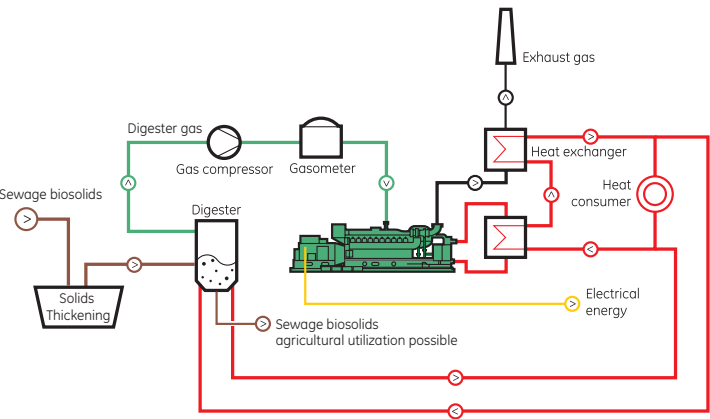 Exhaust gas
Digester gas
Gas compressor
Gasometer
Heat exchanger
Heat
consumer
Sewage biosolids
Digester
Solids
Thickening
Electrical
energy
Sewage biosolids
agricultural utilization possible